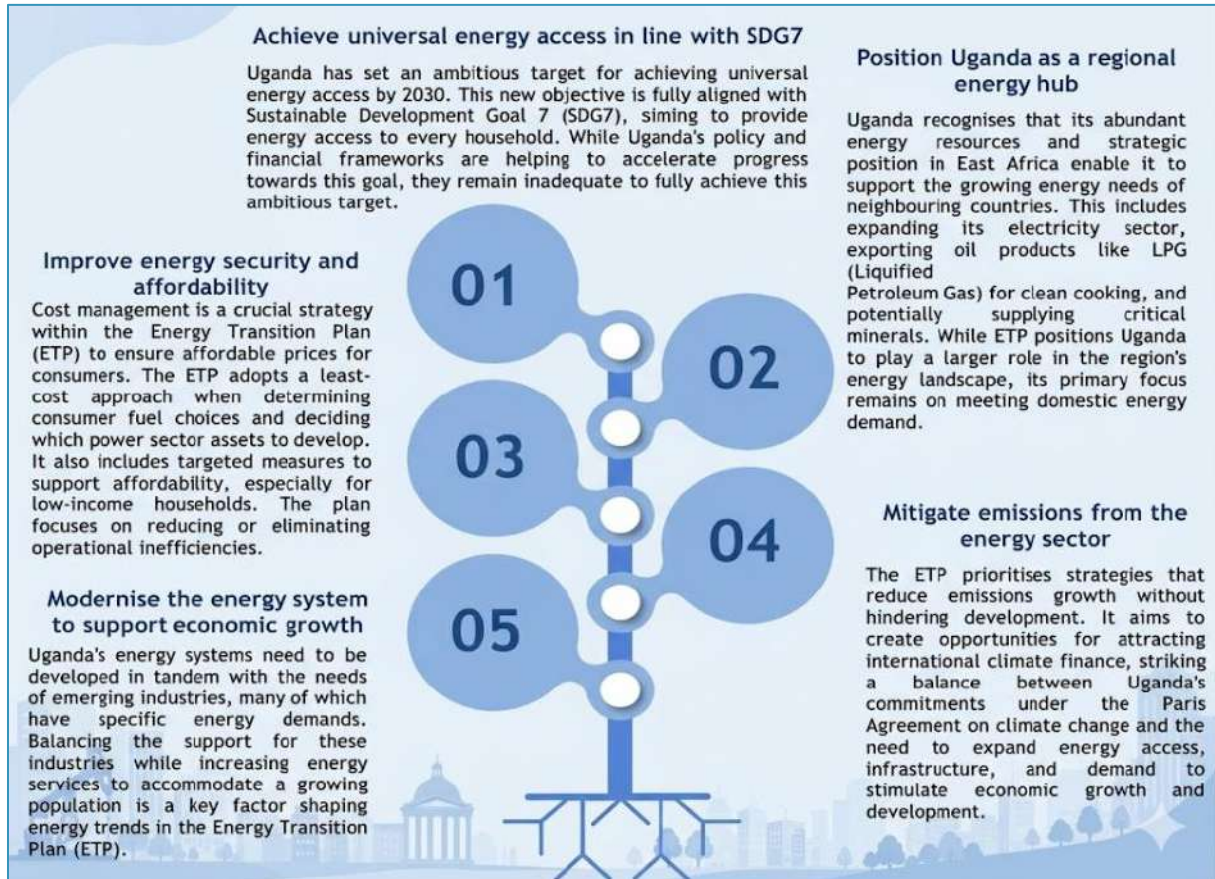 Achieve universal energy access in line with SDG7
Uganda has set an ambitious target for achieving universal
energy access by 2030. This new objective is fully aligned with
Sustainable Development Goal 7 (SDG7), siming to provide
energy access to every household. While Uganda's policy and
financial frameworks are helping to accelerate progress
towards this goal, they remain inadequate to fully achieve this
ambitious target.
01
Position Uganda as a regional
energy hub
Uganda recognises that its abundant
energy resources and strategic
position in East Africa enable it to
support the growing energy needs of
neighbouring countries. This includes
expanding its electricity sector,
exporting oil products like LPG
(Liquified
Petroleum Gas) for clean cooking, and
potentially supplying critical
minerals. While ETP positions Uganda
to play a larger role in the region's
energy landscape, its primary focus
remains on meeting domestic energy
demand.
02
Improve energy security and
affordability
Cost management is a crucial strategy
within the Energy Transition Plan
(ETP) to ensure affordable prices for
consumers. The ETP adopts a least-
cost approach when determining
consumer fuel choices and deciding
which power sector assets to develop.
It also includes targeted measures to
support affordability, especially for
low-income households. The plan
focuses on reducing or eliminating
operational inefficiencies.
03
Mitigate emissions from the
energy sector
The ETP prioritises strategies that
reduce emissions growth without
hindering development. It aims to
create opportunities for attracting
international climate finance, striking
a balance between Uganda's
commitments under the Paris
Agreement on climate change and the
need to expand energy access,
infrastructure, and demand to
stimulate economic growth and
development.
04
Modernise the energy system
to support economic growth
Uganda's energy systems need to be
developed in tandem with the needs
of emerging industries, many of which
have specific energy demands.
Balancing the support for these
industries while increasing energy
services to accommodate a growing
population is a key factor shaping
energy trends in the Energy Transition
Plan (ETP).
05